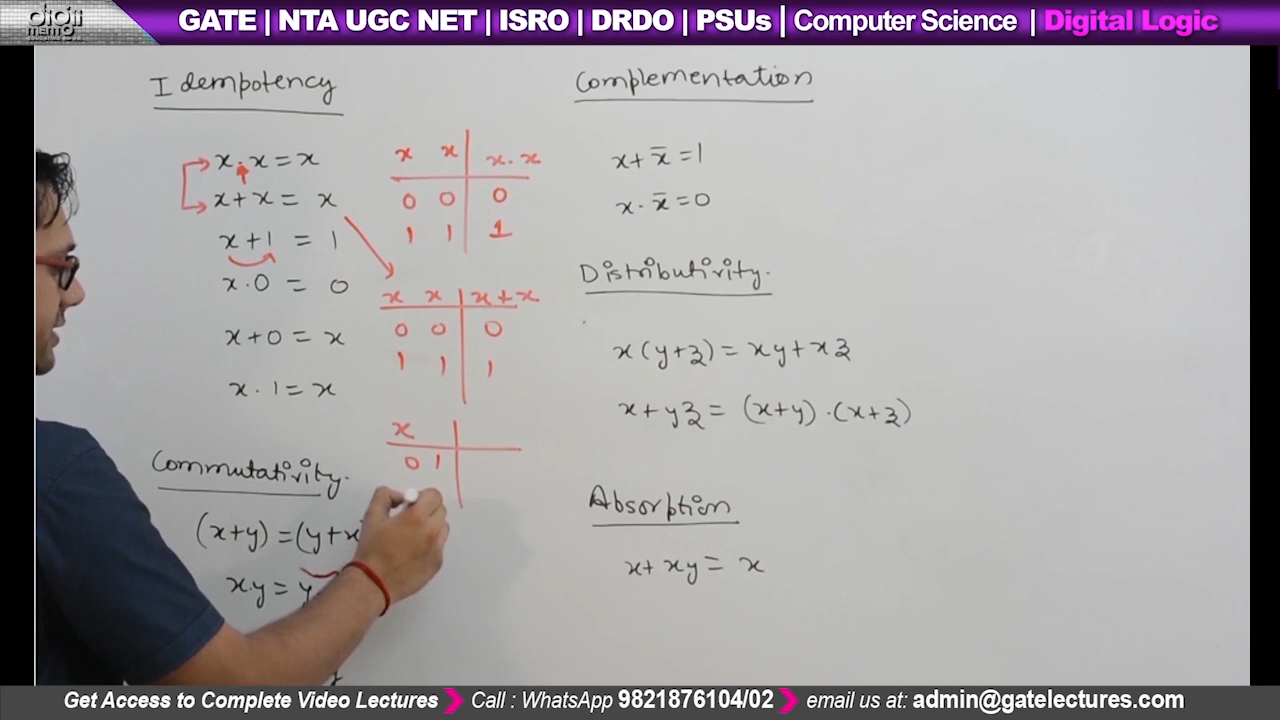 digii
mento
GATE | NTA UGC NET | ISRO | DRDO | PSUs | Computer Science | Digital Logic
Idempotency
x.x = x
x+x = x
x+1 = 1
x.0 = 0
x+0 = x
x.1 = x
Commutativity.
(x+y) = (y+x
x.y = y
x x x.x
0 0 0
1 1 1
x x x+x
0 0 0
1 1 1
x
0 1
Complementation
x+x̄ = 1
x.x̄ = 0
Distributivity.
x(y+z) = xy+xz
x+yz = (x+y).(x+z)
Absorption
x+xy = x
Get Access to Complete Video Lectures Call : WhatsApp 9821876104/02 email us at: admin@gatelectures.com